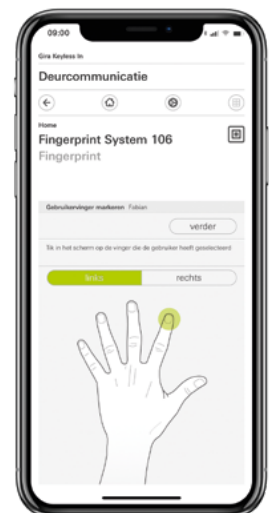 09:00
Gira Keyless In
Deurcommunicatie
Home
Fingerprint System 106
Fingerprint
Gebruikervinger markeren Fabian
verder
Tik in het scherm op de vinger die de gebruiker heeft geselecteerd
links rechts